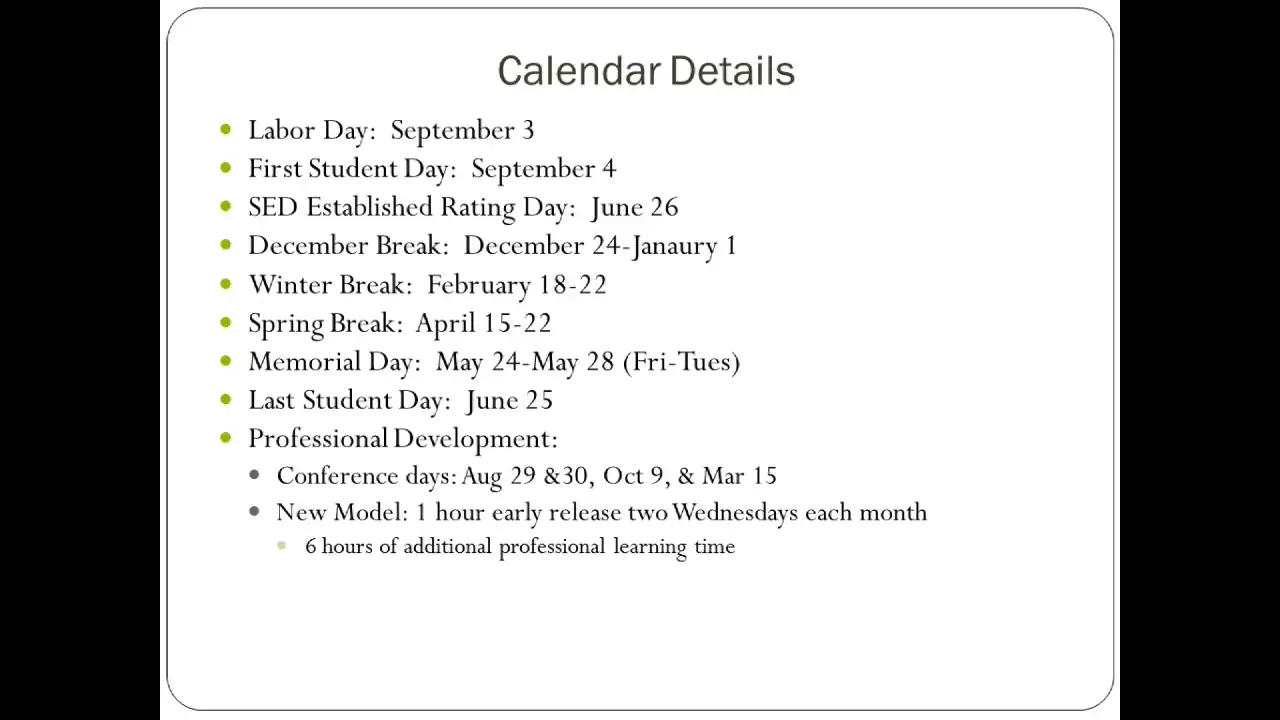 Calendar Details
• Labor Day: September 3
• First Student Day: September 4
• SED Established Rating Day: June 26
• December Break: December 24-Janaury 1
• Winter Break: February 18-22
• Spring Break: April 15-22
• Memorial Day: May 24-May 28 (Fri-Tues)
• Last Student Day: June 25
• Professional Development:
• Conference days: Aug 29 &30, Oct 9, & Mar 15
• New Model: 1 hour early release two Wednesdays each month
• 6 hours of additional professional learning time